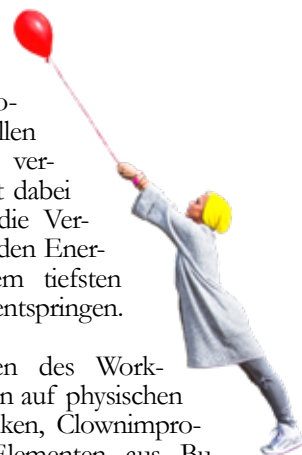 o-
llen
ver-
t dabei
die Ver-
den Ener-
em tiefsten
entspringen.
en des Work-
n auf physischen
ken, Clownimpro-
Elementen aus Bu